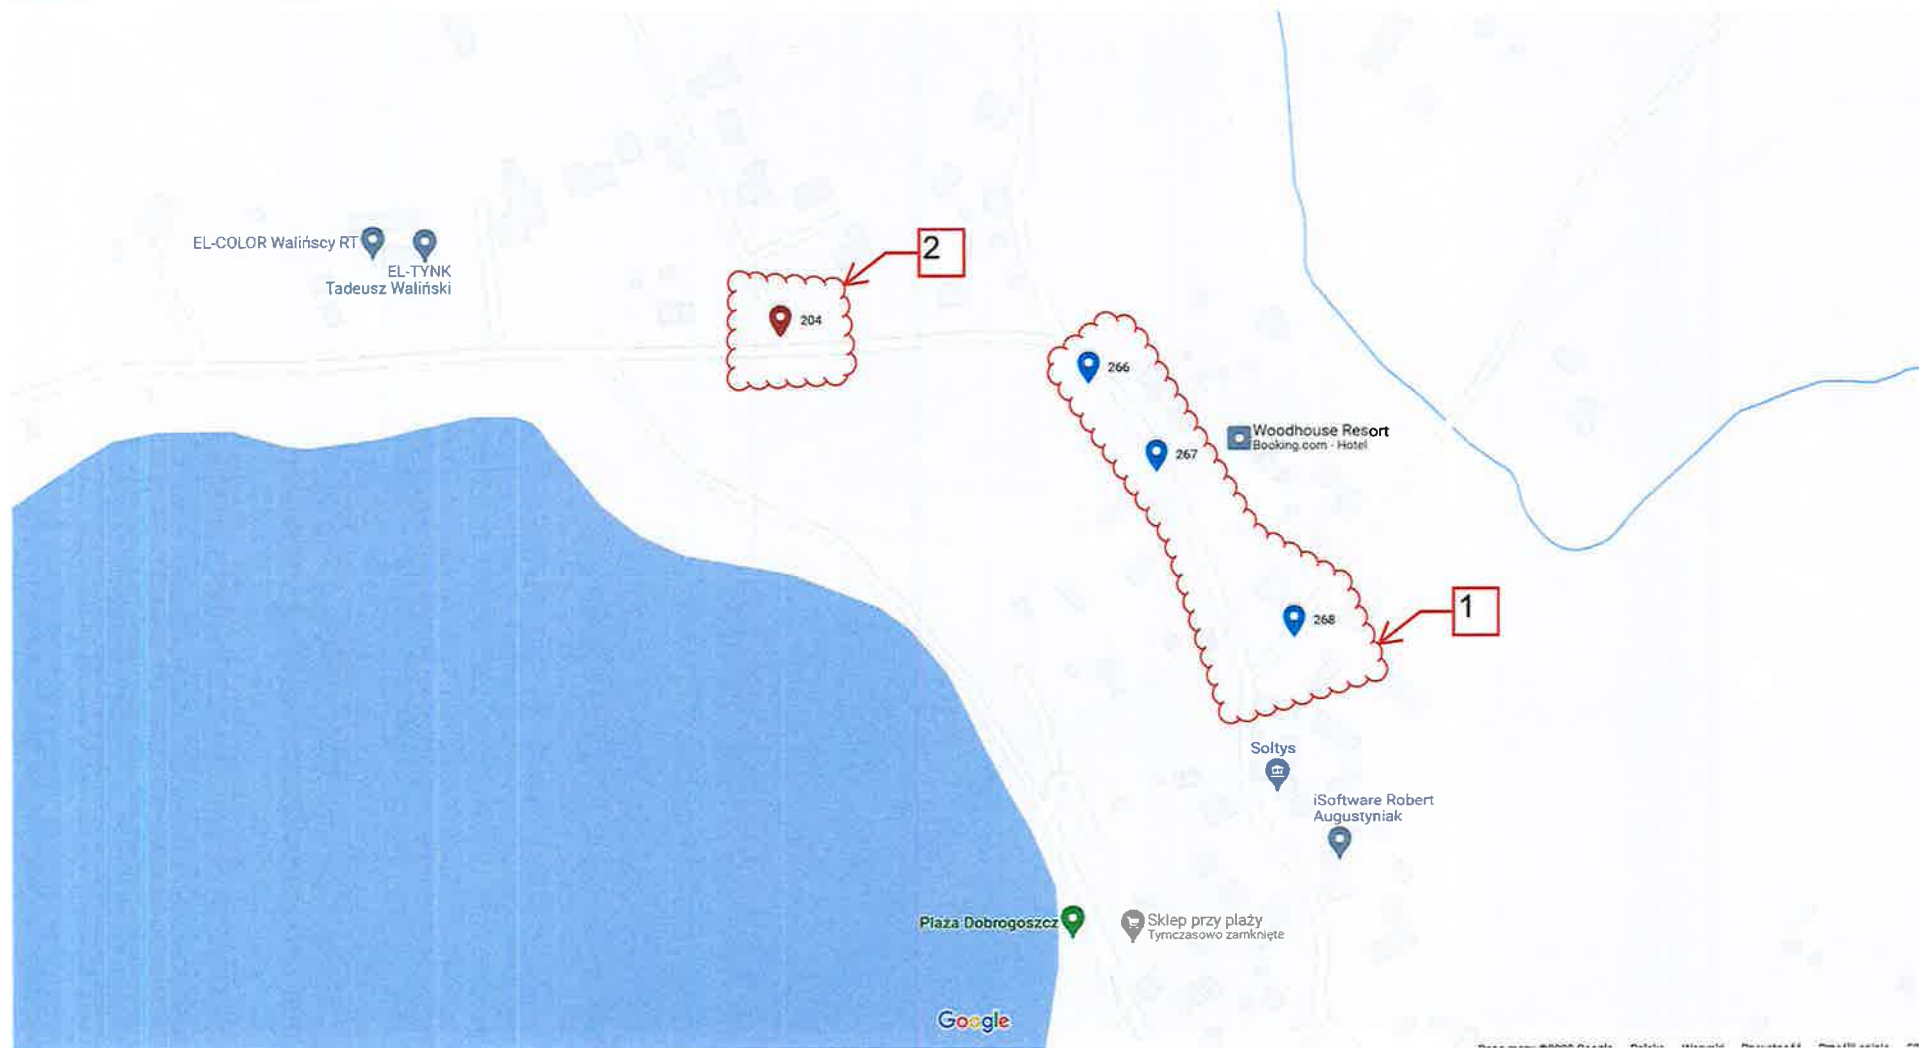 2
EL-COLOR Walińscy RT
EL-TYNK
Tadeusz Waliński
204
266
Woodhouse Resort
Booking.com - Hotel
267
1
268
Sołtys
iSoftware Robert
Augustyniak
Plaża Dobrogoszcz
Sklep przy plaży
Tymczasowo zamknięte
Google